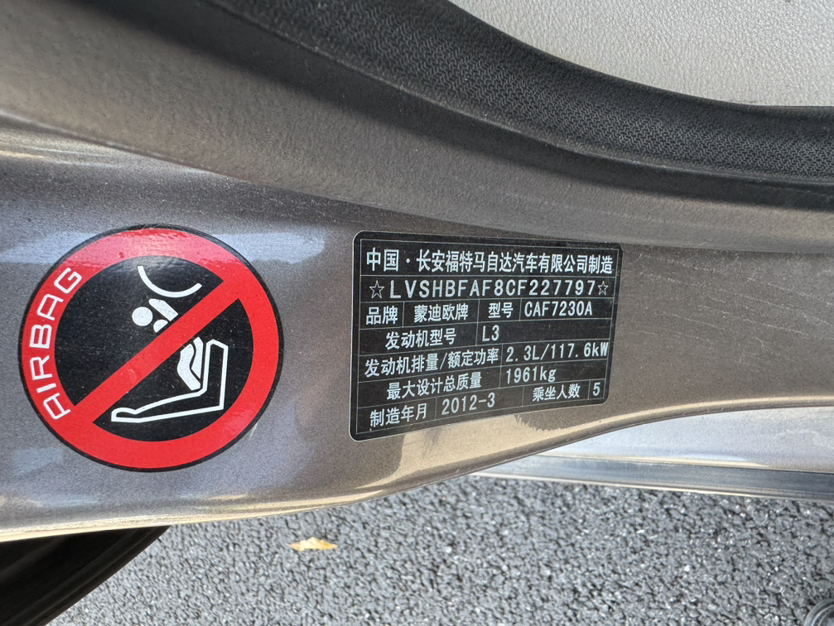 AIRBAG
中国·长安福特马自达汽车有限公司制造
☆LVSHBFAF8CF227797☆
品牌 蒙迪欧牌 型号 CAF7230A
发动机型号 L3
发动机排量/额定功率 2.3L/117.6kW
最大设计总质量 1961kg 乘坐人数 5
制造年月 2012-3